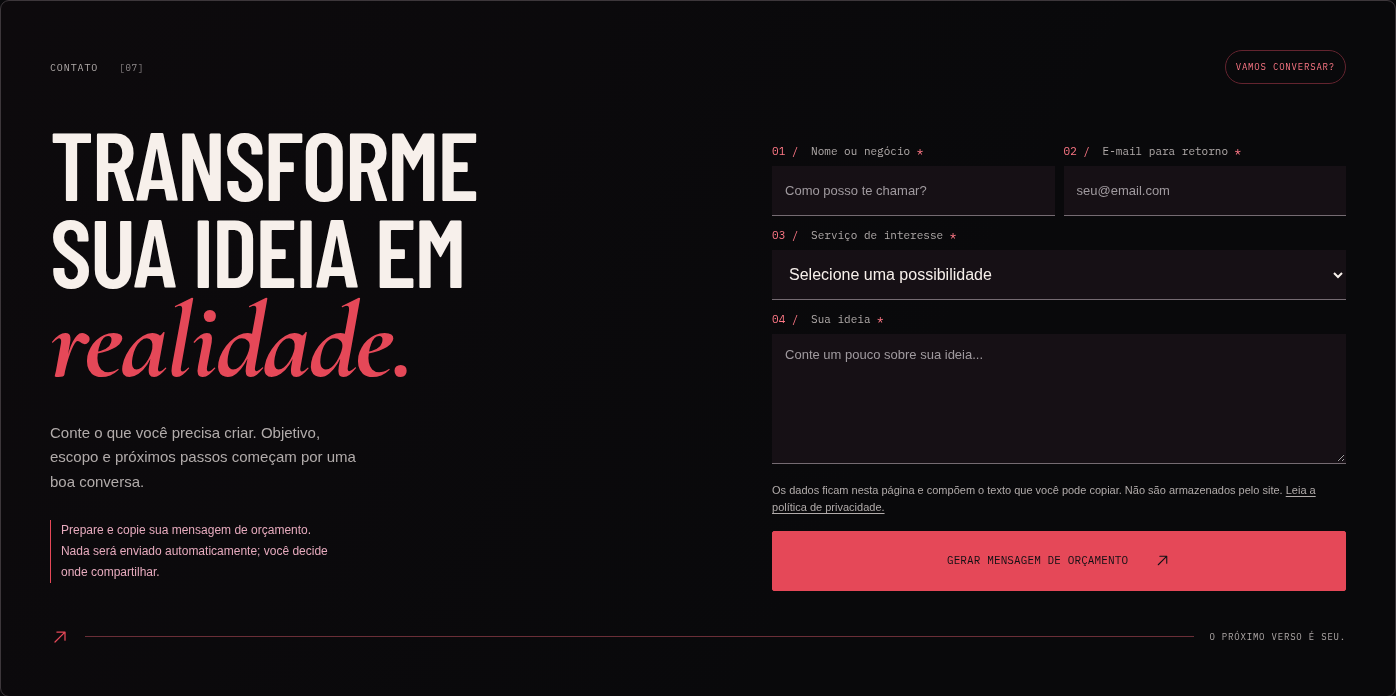 CONTATO [07]
VAMOS CONVERSAR?
TRANSFORME
SUA IDEIA EM
realidade.
Conte o que você precisa criar. Objetivo,
escopo e próximos passos começam por uma
boa conversa.
Prepare e copie sua mensagem de orçamento.
Nada será enviado automaticamente; você decide
onde compartilhar.
01 / Nome ou negócio *
Como posso te chamar?
02 / E-mail para retorno *
seu@email.com
03 / Serviço de interesse *
Selecione uma possibilidade
04 / Sua ideia *
Conte um pouco sobre sua ideia...
Os dados ficam nesta página e compõem o texto que você pode copiar. Não são armazenados pelo site. Leia a
política de privacidade.
GERAR MENSAGEM DE ORÇAMENTO
O PRÓXIMO VERSO É SEU.